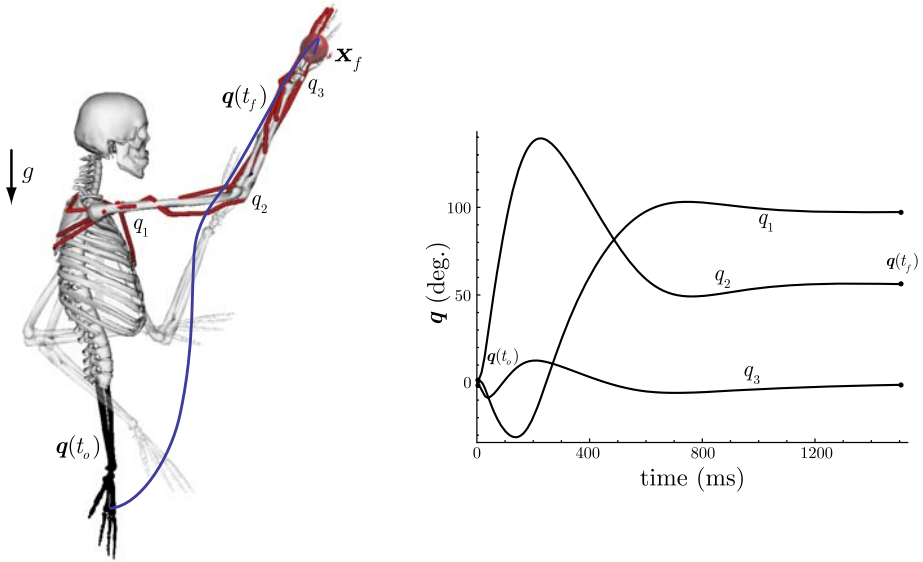 g
q(t_o)
q(t_f)
x_f
q_3
q_2
q_1
q (deg.)
100
50
0
q(t_o)
q_1
q_2
q_3
q(t_f)
0 400 800 1200
time (ms)